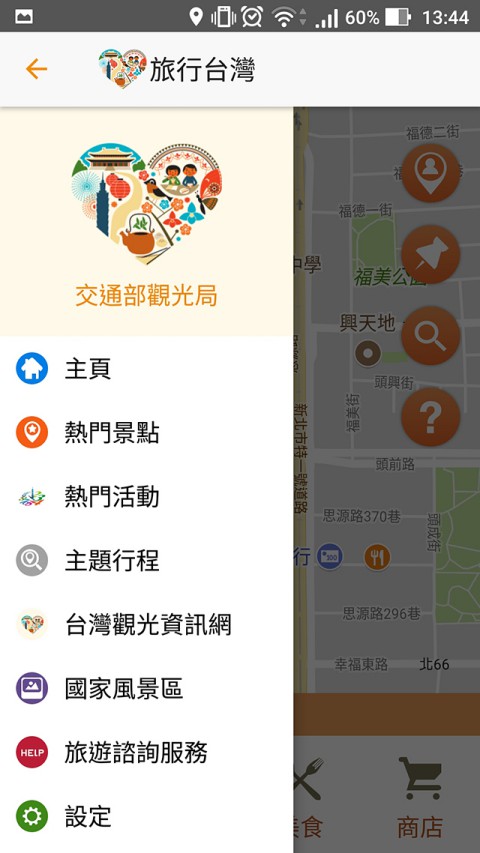 60% 13:44
旅行台灣
交通部觀光局
主頁
熱門景點
熱門活動
主題行程
台灣觀光資訊網
國家風景區
HELP 旅遊諮詢服務
設定
福德二街
福德一街
中學
福美公園
興天地
頭興街
福美街
?
新北市特一號道路
頭前路
思源路370巷
頭成街
行
思源路296巷
幸福東路
北66
美食
商店